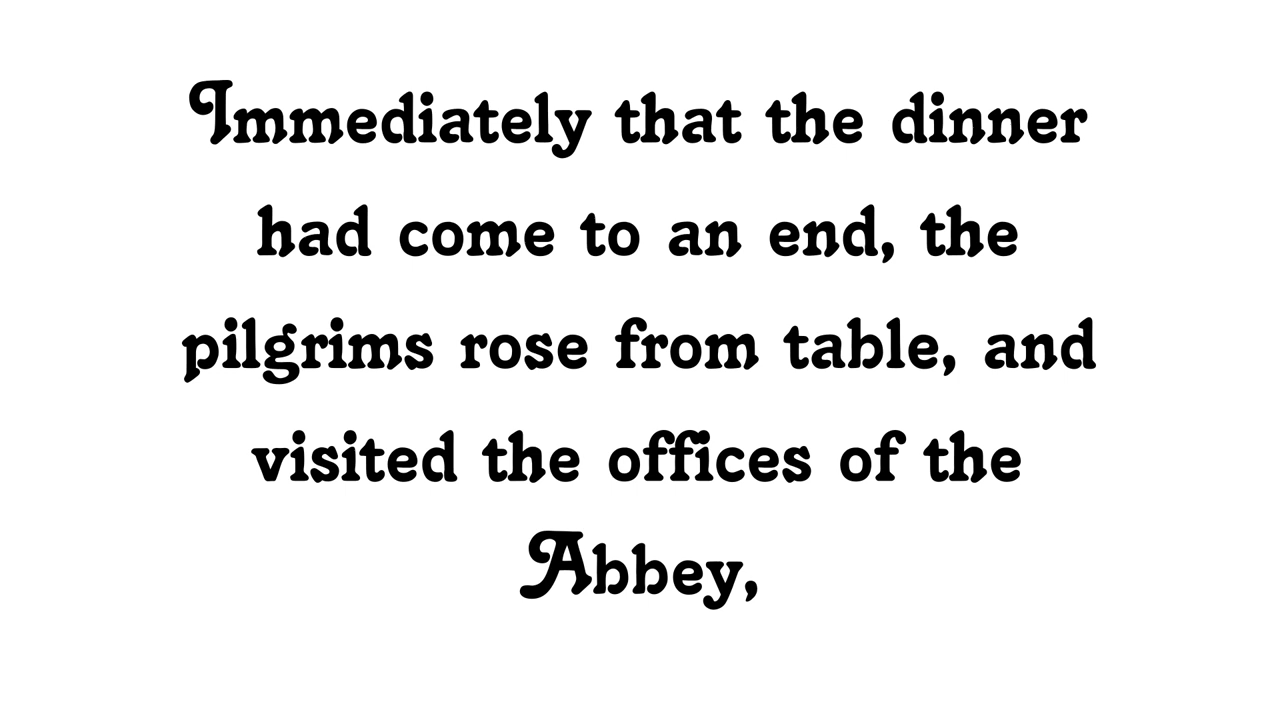 Immediately that the dinner
had come to an end, the
pilgrims rose from table, and
visited the offices of the
Abbey,